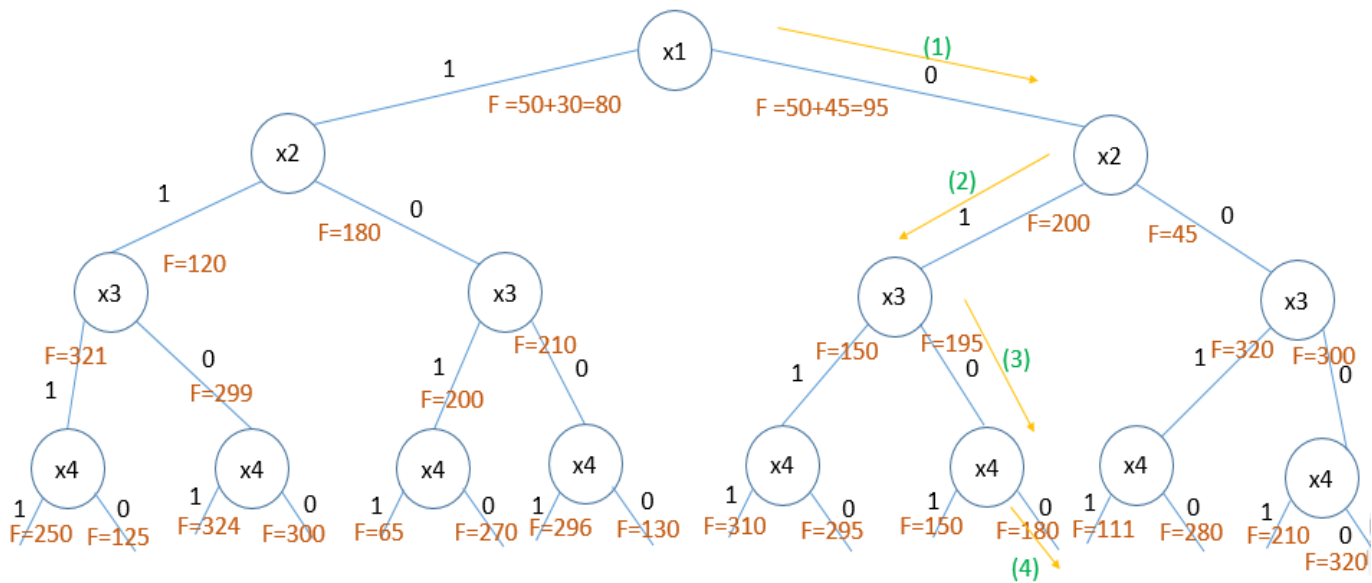 x1
(1)
1
0
F =50+30=80
F =50+45=95
x2
x2
1
0
(2)
1
0
F=180
F=200
F=45
F=120
x3
x3
x3
x3
F=321
0
1
F=299
F=210
1
0
F=200
F=150
F=195
(3)
1
0
1
F=320
F=300
0
x4
x4
x4
x4
x4
x4
x4
x4
1
0
1
0
1
0
1
0
1
0
1
0
1
0
1
0
F=250
F=125
F=324
F=300
F=65
F=270
F=296
F=130
F=310
F=295
F=150
F=180
F=111
F=280
F=210
F=320
(4)